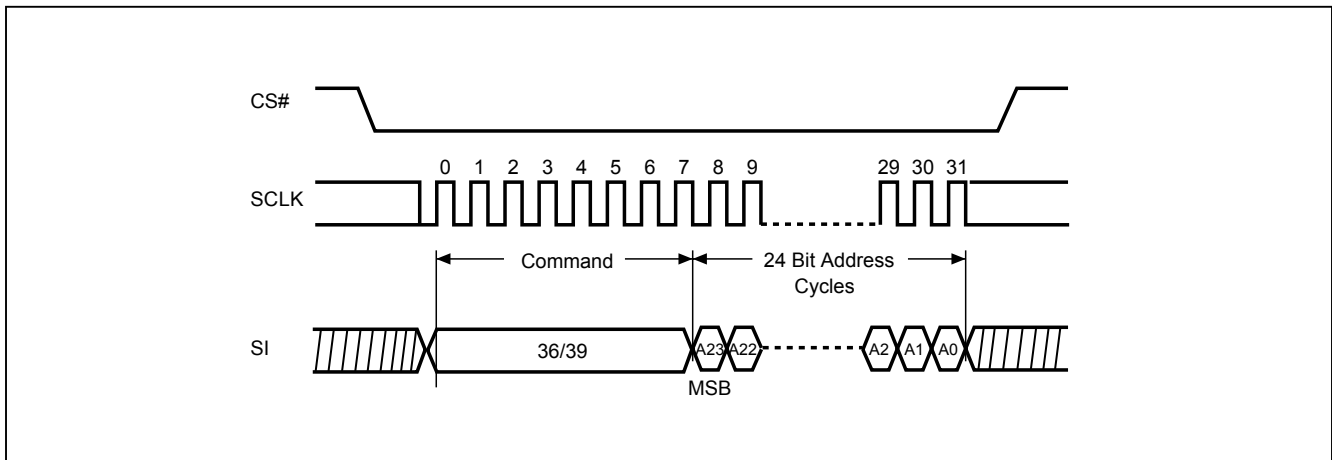 CS#
0 1 2 3 4 5 6 7 8 9 29 30 31
SCLK
Command
24 Bit Address
Cycles
SI
36/39
A23 A22 A2 A1 A0
MSB